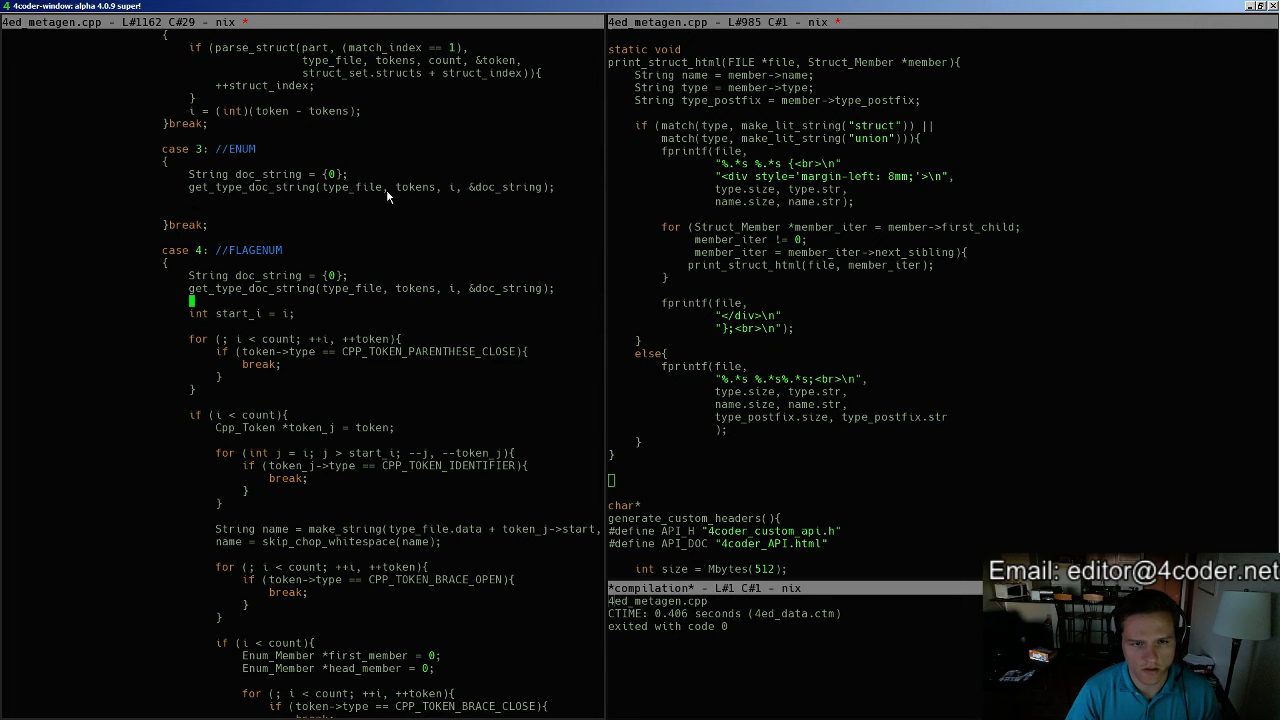 4coder-window: alpha 4.0.9 super!
4ed_metagen.cpp - L#1162 C#29 - nix *
{
if (parse_struct(part, (match_index == 1),
type_file, tokens, count, &token,
struct_set.structs + struct_index)){
++struct_index;
}
i = (int)(token - tokens);
}break;
case 3: //ENUM
{
String doc_string = {0};
get_type_doc_string(type_file, tokens, i, &doc_string);
}break;
case 4: //FLAGENUM
{
String doc_string = {0};
get_type_doc_string(type_file, tokens, i, &doc_string);
int start_i = i;
for (; i < count; ++i, ++token){
if (token->type == CPP_TOKEN_PARENTHESE_CLOSE){
break;
}
}
if (i < count){
Cpp_Token *token_j = token;
for (int j = i; j > start_i; --j, --token_j){
if (token_j->type == CPP_TOKEN_IDENTIFIER){
break;
}
}
String name = make_string(type_file.data + token_j->start,
name = skip_chop_whitespace(name);
for (; i < count; ++i, ++token){
if (token->type == CPP_TOKEN_BRACE_OPEN){
break;
}
}
if (i < count){
Enum_Member *first_member = 0;
Enum_Member *head_member = 0;
for (; i < count; ++i, ++token){
if (token->type == CPP_TOKEN_BRACE_CLOSE){
4ed_metagen.cpp - L#985 C#1 - nix *
static void
print_struct_html(FILE *file, Struct_Member *member){
String name = member->name;
String type = member->type;
String type_postfix = member->type_postfix;
if (match(type, make_lit_string("struct")) ||
match(type, make_lit_string("union"))){
fprintf(file,
"%.*s %.*s {<br>\n"
"<div style='margin-left: 8mm;'>\n",
type.size, type.str,
name.size, name.str);
for (Struct_Member *member_iter = member->first_child;
member_iter != 0;
member_iter = member_iter->next_sibling){
print_struct_html(file, member_iter);
}
fprintf(file,
"</div>\n"
"};<br>\n");
}
else{
fprintf(file,
"%.*s %.*s%.*s;<br>\n",
type.size, type.str,
name.size, name.str,
type_postfix.size, type_postfix.str
);
}
}
char*
generate_custom_headers(){
#define API_H "4coder_custom_api.h"
#define API_DOC "4coder_API.html"
int size = Mbytes(512);
*compilation* - L#1 C#1 - nix
4ed_metagen.cpp
CTIME: 0.406 seconds (4ed_data.ctm)
exited with code 0
Email: editor@4coder.net